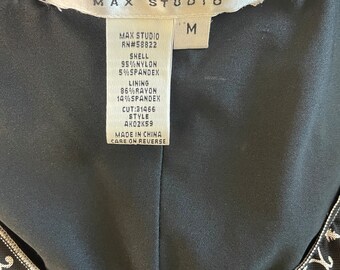 MAX STUDIO
M
MAX STUDIO
RN#58822
SHELL
95%NYLON
5%SPANDEX
LINING
86%RAYON
14%SPANDEX
CUT:31466
STYLE
AK02X59
MADE IN CHINA
CARE ON REVERSE